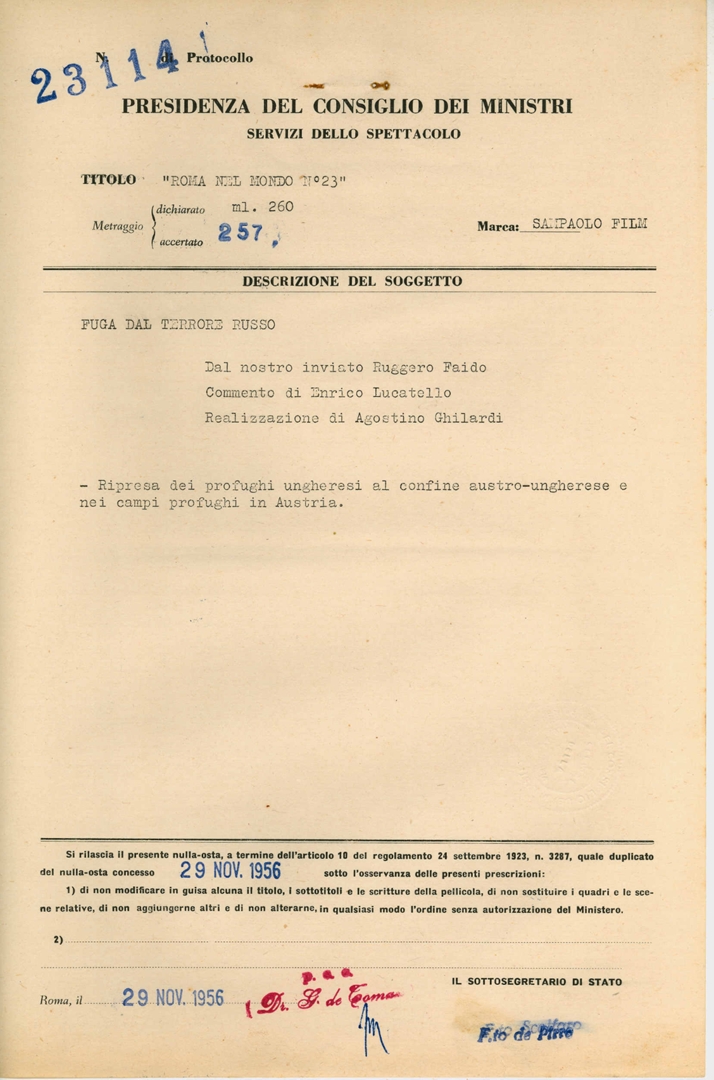 N. di Protocollo
23114
PRESIDENZA DEL CONSIGLIO DEI MINISTRI
SERVIZI DELLO SPETTACOLO
TITOLO "ROMA NEL MONDO N°23"
Metraggio
dichiarato ml. 260
accertato 257
Marca: SAMPAOLO FILM
DESCRIZIONE DEL SOGGETTO
FUGA DAL TERRORE RUSSO
Dal nostro inviato Ruggero Faido
Commento di Enrico Lucatello
Realizzazione di Agostino Ghilardi
- Ripresa dei profughi ungheresi al confine austro-ungherese e
nei campi profughi in Austria.
Si rilascia il presente nulla-osta, a termine dell'articolo 10 del regolamento 24 settembre 1923, n. 3287, quale duplicato
del nulla-osta concesso 29 NOV. 1956 sotto l'osservanza delle presenti prescrizioni:
1) di non modificare in guisa alcuna il titolo, i sottotitoli e le scritture della pellicola, di non sostituire i quadri e le sce-
ne relative, di non aggiungerne altri e di non alterarne, in qualsiasi modo l'ordine senza autorizzazione del Ministero.
2)
IL SOTTOSEGRETARIO DI STATO
p. a a
Roma, il 29 NOV. 1956
Dr. G. de Toma
F.to de Pirro